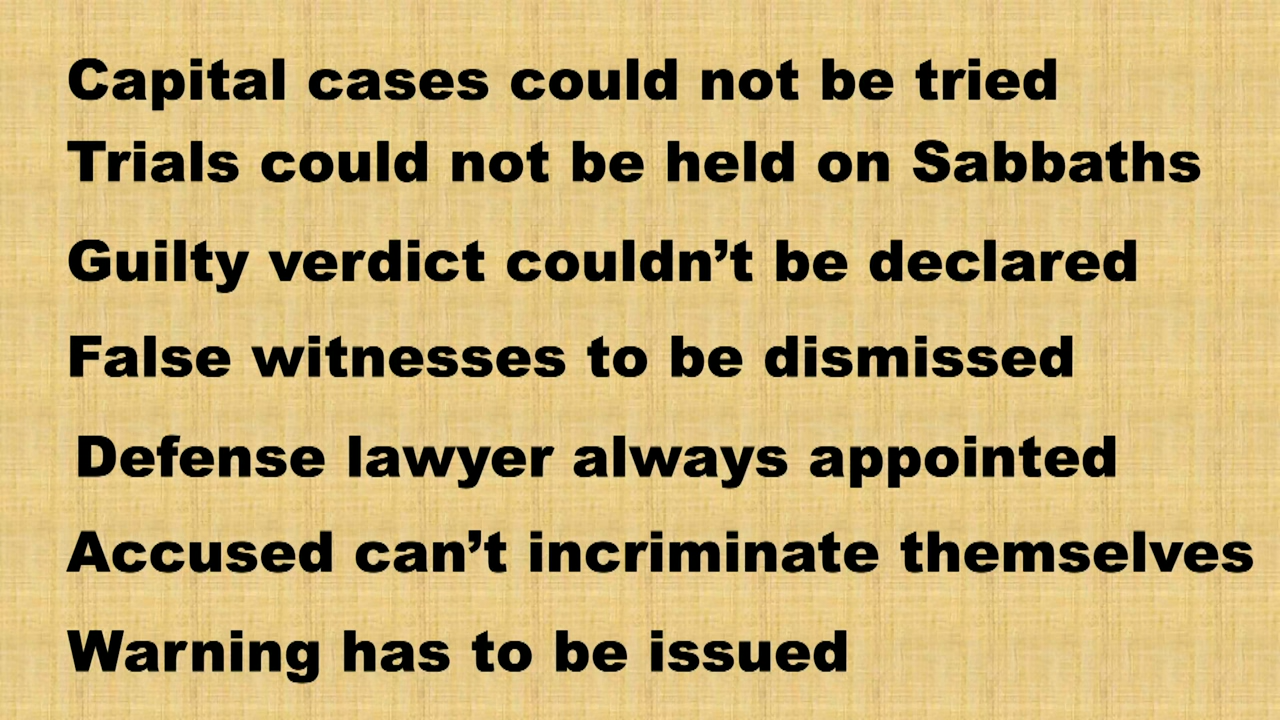 Capital cases could not be tried
Trials could not be held on Sabbaths
Guilty verdict couldn’t be declared
False witnesses to be dismissed
Defense lawyer always appointed
Accused can’t incriminate themselves
Warning has to be issued